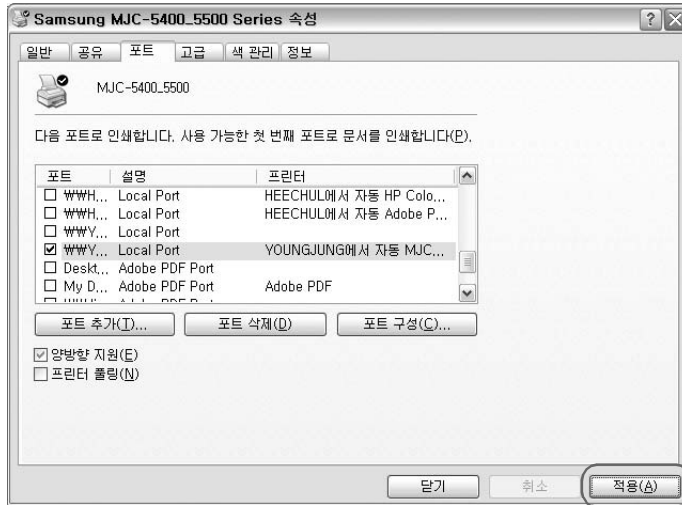 Samsung MJC-5400_5500 Series 속성
일반 공유 포트 고급 색 관리 정보
MJC-5400_5500
다음 포트로 인쇄합니다. 사용 가능한 첫 번째 포트로 문서를 인쇄합니다(P).
포트 설명 프린터
₩₩H... Local Port HEECHUL에서 자동 HP Colo...
₩₩H... Local Port HEECHUL에서 자동 Adobe P...
₩₩Y... Local Port
₩₩Y... Local Port YOUNGJUNG에서 자동 MJC...
Deskt... Adobe PDF Port
My D... Adobe PDF Port Adobe PDF
포트 추가(T)... 포트 삭제(D) 포트 구성(C)...
양방향 지원(E)
프린터 풀링(N)
닫기 취소 적용(A)